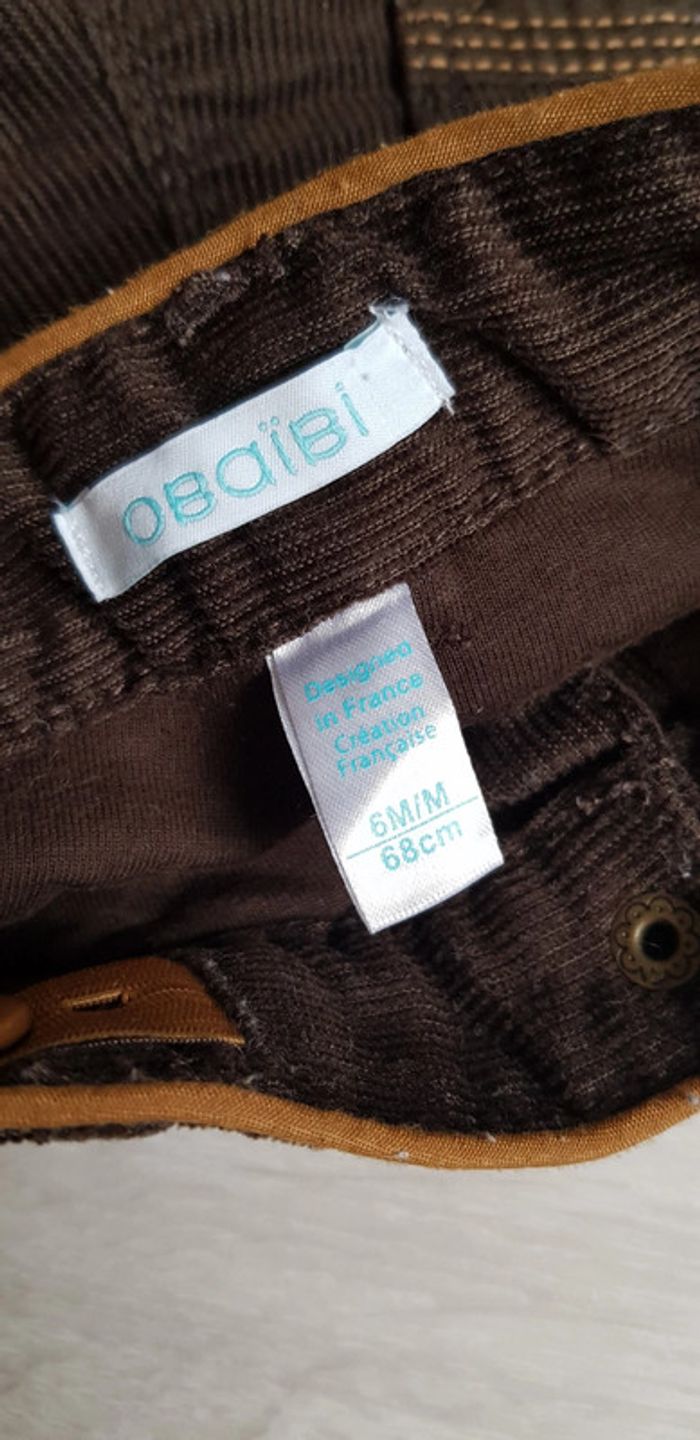 OBaïBi
Designed
in France
Création
Française
6M/M
68cm